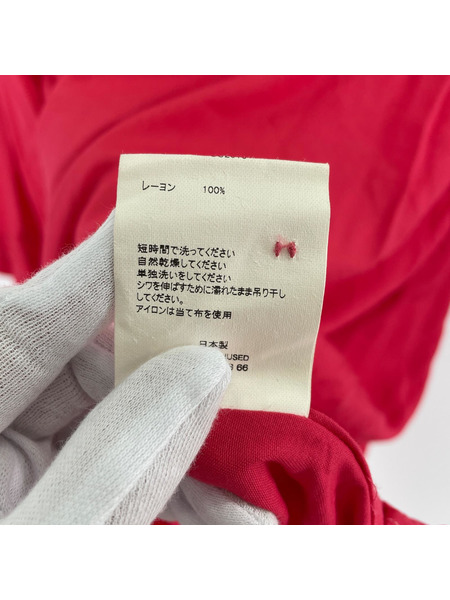 レーヨン 100%
短時間で洗ってください
自然乾燥してください
単独洗いをしてください
シワを伸ばすために濡れたまま吊り干し
してください。
アイロンは当て布を使用
日本製
66